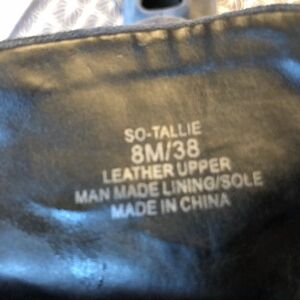 SO-TALLIE
8M/38
LEATHER UPPER
MAN MADE LINING/SOLE
MADE IN CHINA